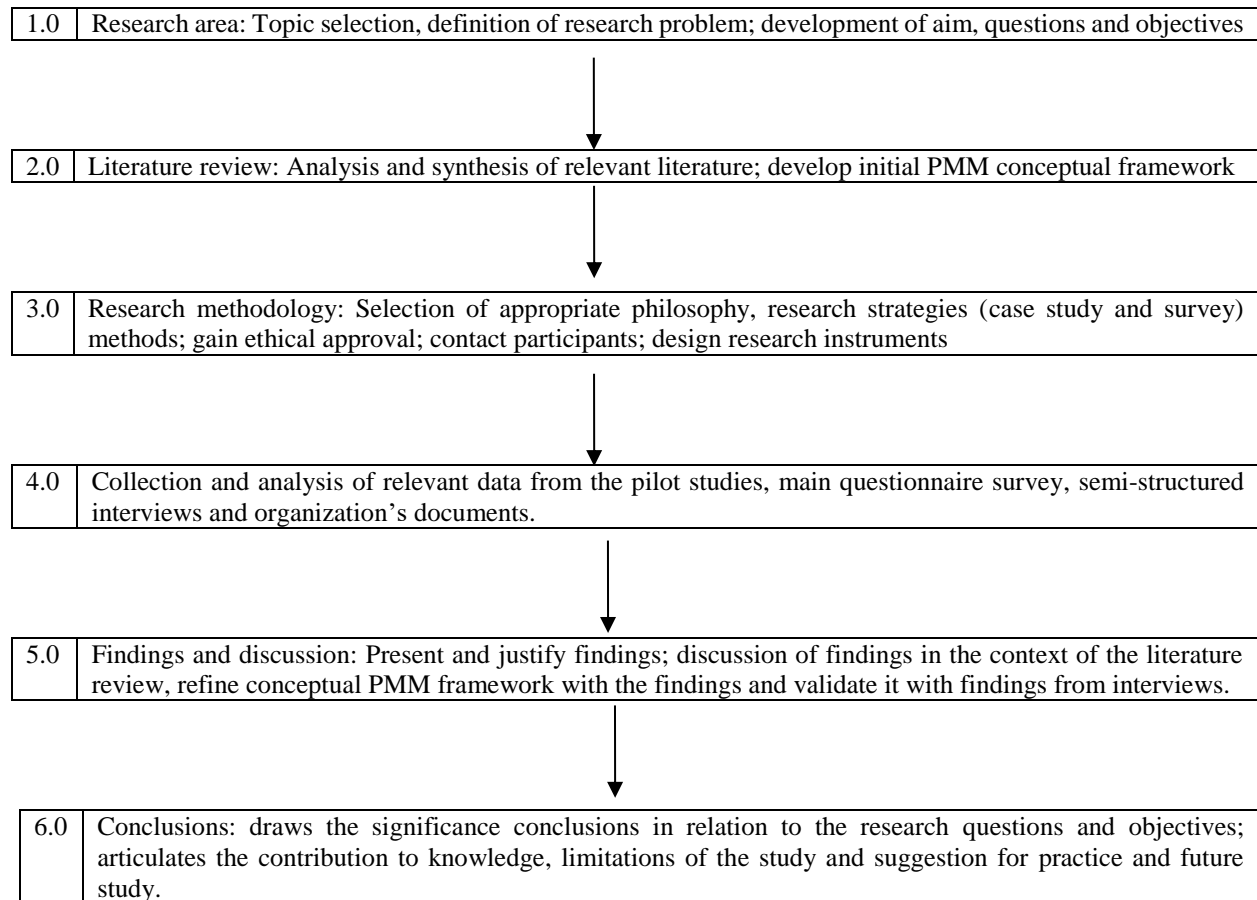 1.0 Research area: Topic selection, definition of research problem; development of aim, questions and objectives
2.0 Literature review: Analysis and synthesis of relevant literature; develop initial PMM conceptual framework
3.0 Research methodology: Selection of appropriate philosophy, research strategies (case study and survey)
methods; gain ethical approval; contact participants; design research instruments
4.0 Collection and analysis of relevant data from the pilot studies, main questionnaire survey, semi-structured
interviews and organization’s documents.
5.0 Findings and discussion: Present and justify findings; discussion of findings in the context of the literature
review, refine conceptual PMM framework with the findings and validate it with findings from interviews.
6.0 Conclusions: draws the significance conclusions in relation to the research questions and objectives;
articulates the contribution to knowledge, limitations of the study and suggestion for practice and future
study.